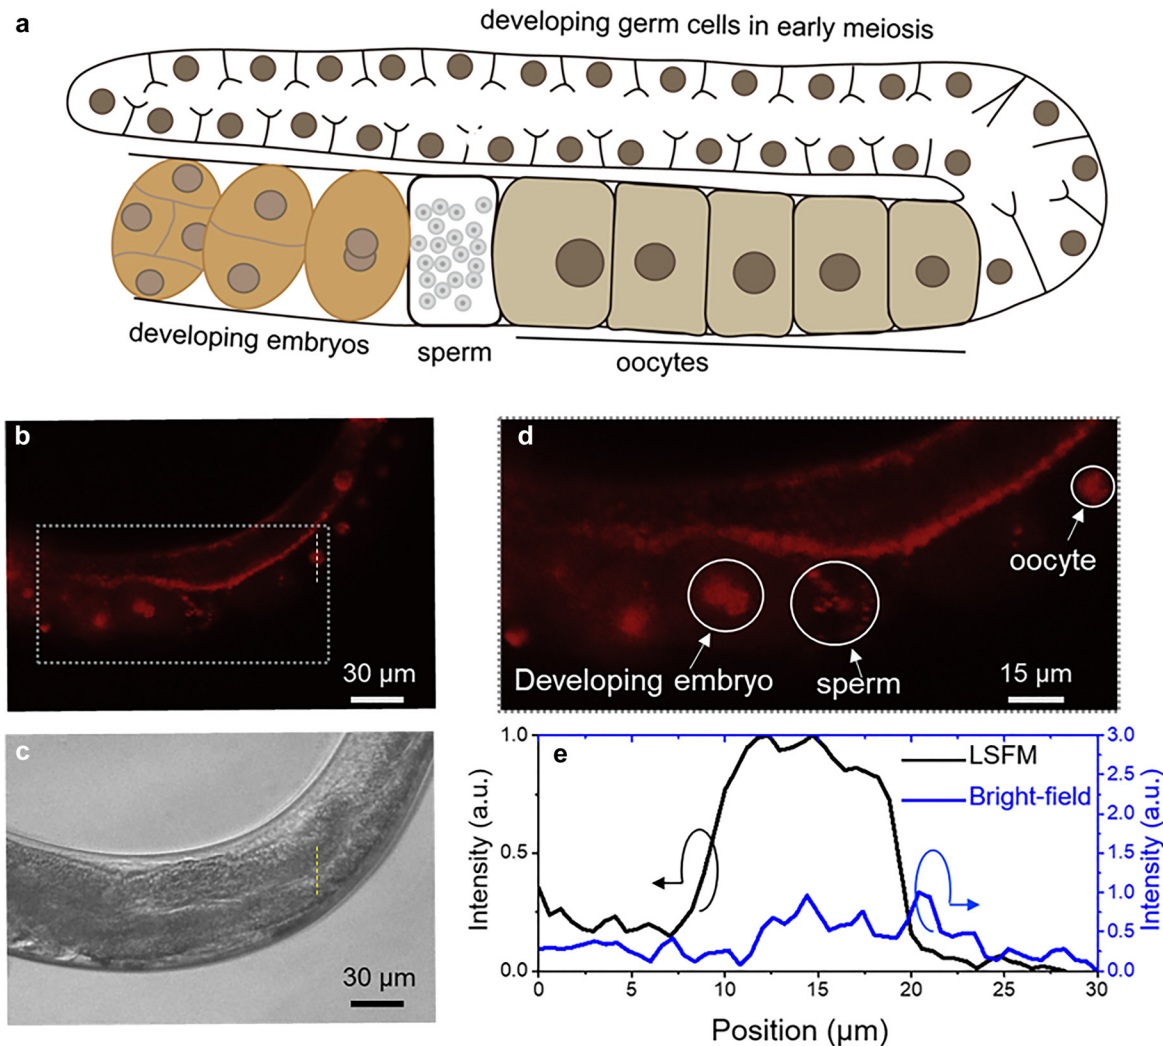 a
developing germ cells in early meiosis
developing embryos
sperm
oocytes
b
30 µm
c
30 µm
d
oocyte
Developing embryo
sperm
15 µm
e
LSFM
Bright-field
Intensity (a.u.)
1.0
0.5
0.0
3.0
2.5
2.0
1.5
1.0
0.5
0.0
Intensity (a.u.)
0 5 10 15 20 25 30
Position (µm)